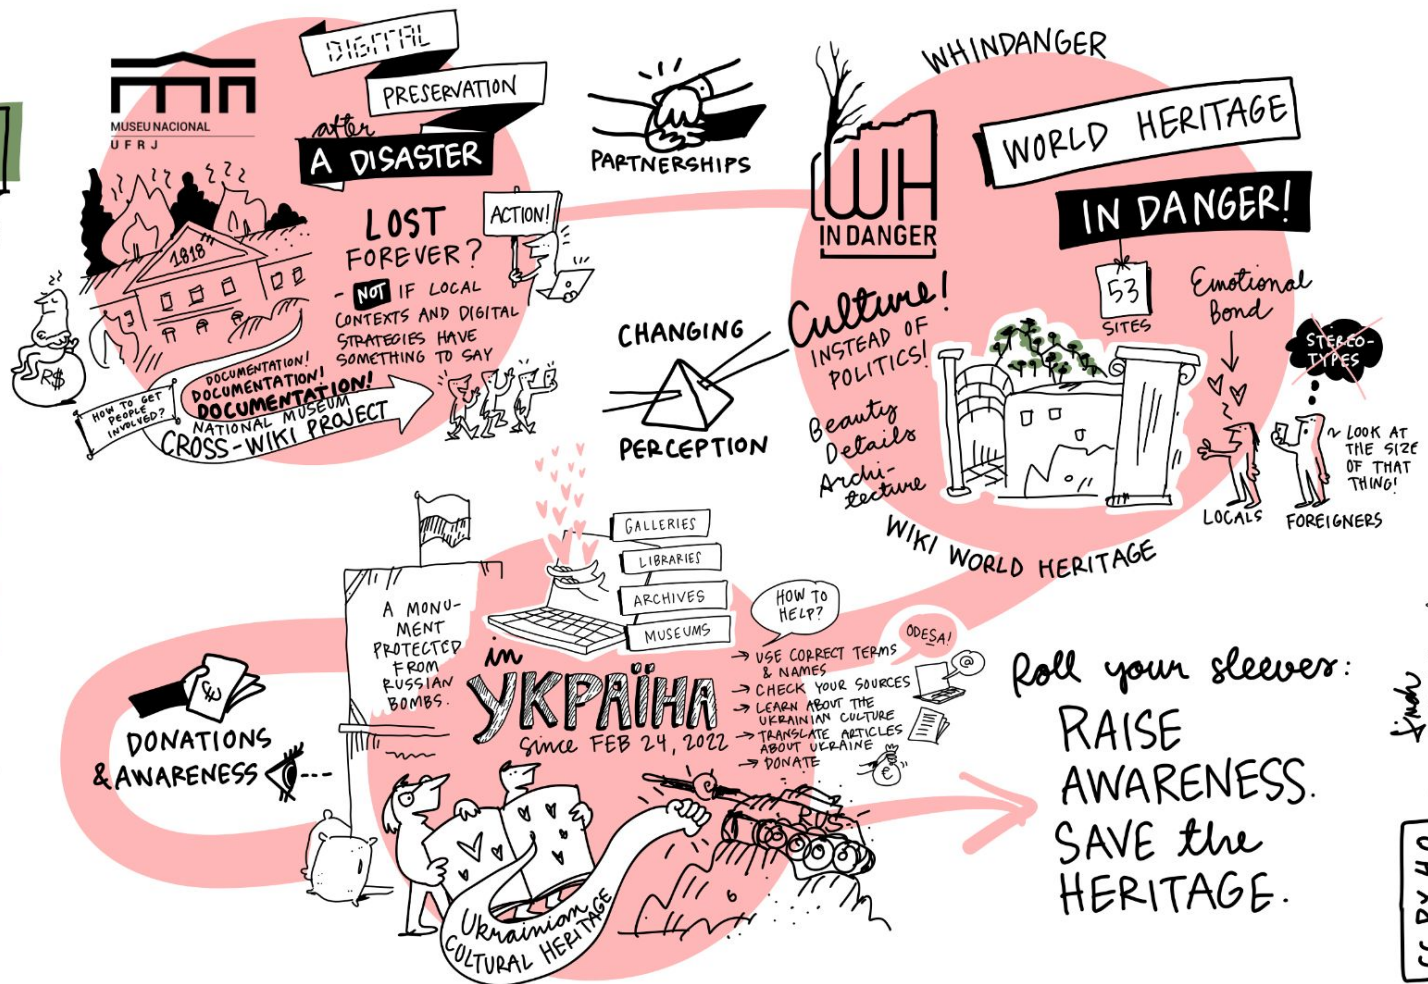 MUSEU NACIONAL
UFRJ
DIGITAL
PRESERVATION
after
A DISASTER
1818
LOST
FOREVER?
ACTION!
- NOT IF LOCAL
CONTEXTS AND DIGITAL
STRATEGIES HAVE
SOMETHING TO SAY
R$
HOW TO GET
PEOPLE
INVOLVED?
DOCUMENTATION!
DOCUMENTATION!
DOCUMENTATION!
NATIONAL MUSEUM
CROSS-WIKI PROJECT
PARTNERSHIPS
CHANGING
PERCEPTION
WHINDANGER
WH
IN DANGER
WORLD HERITAGE
IN DANGER!
53
SITES
Culture!
INSTEAD OF
POLITICS!
Beauty
Details
Archi-
tecture
Emotional
Bond
STEREO-
TYPES
LOCALS
FOREIGNERS
~ LOOK AT
THE SIZE
OF THAT
THING!
WIKI WORLD HERITAGE
A MONU-
MENT
PROTECTED
FROM
RUSSIAN
BOMBS.
GALLERIES
LIBRARIES
ARCHIVES
MUSEUMS
in
УКРАЇНА
Since FEB 24, 2022
HOW TO
HELP?
ODESA!
→ USE CORRECT TERMS
& NAMES
→ CHECK YOUR SOURCES
→ LEARN ABOUT THE
UKRAINIAN CULTURE
→ TRANSLATE ARTICLES
ABOUT UKRAINE
→ DONATE
@
€
DONATIONS
& AWARENESS
RUS
Ukrainian
CULTURAL HERITAGE
Roll your sleeves:
RAISE
AWARENESS.
SAVE the
HERITAGE.